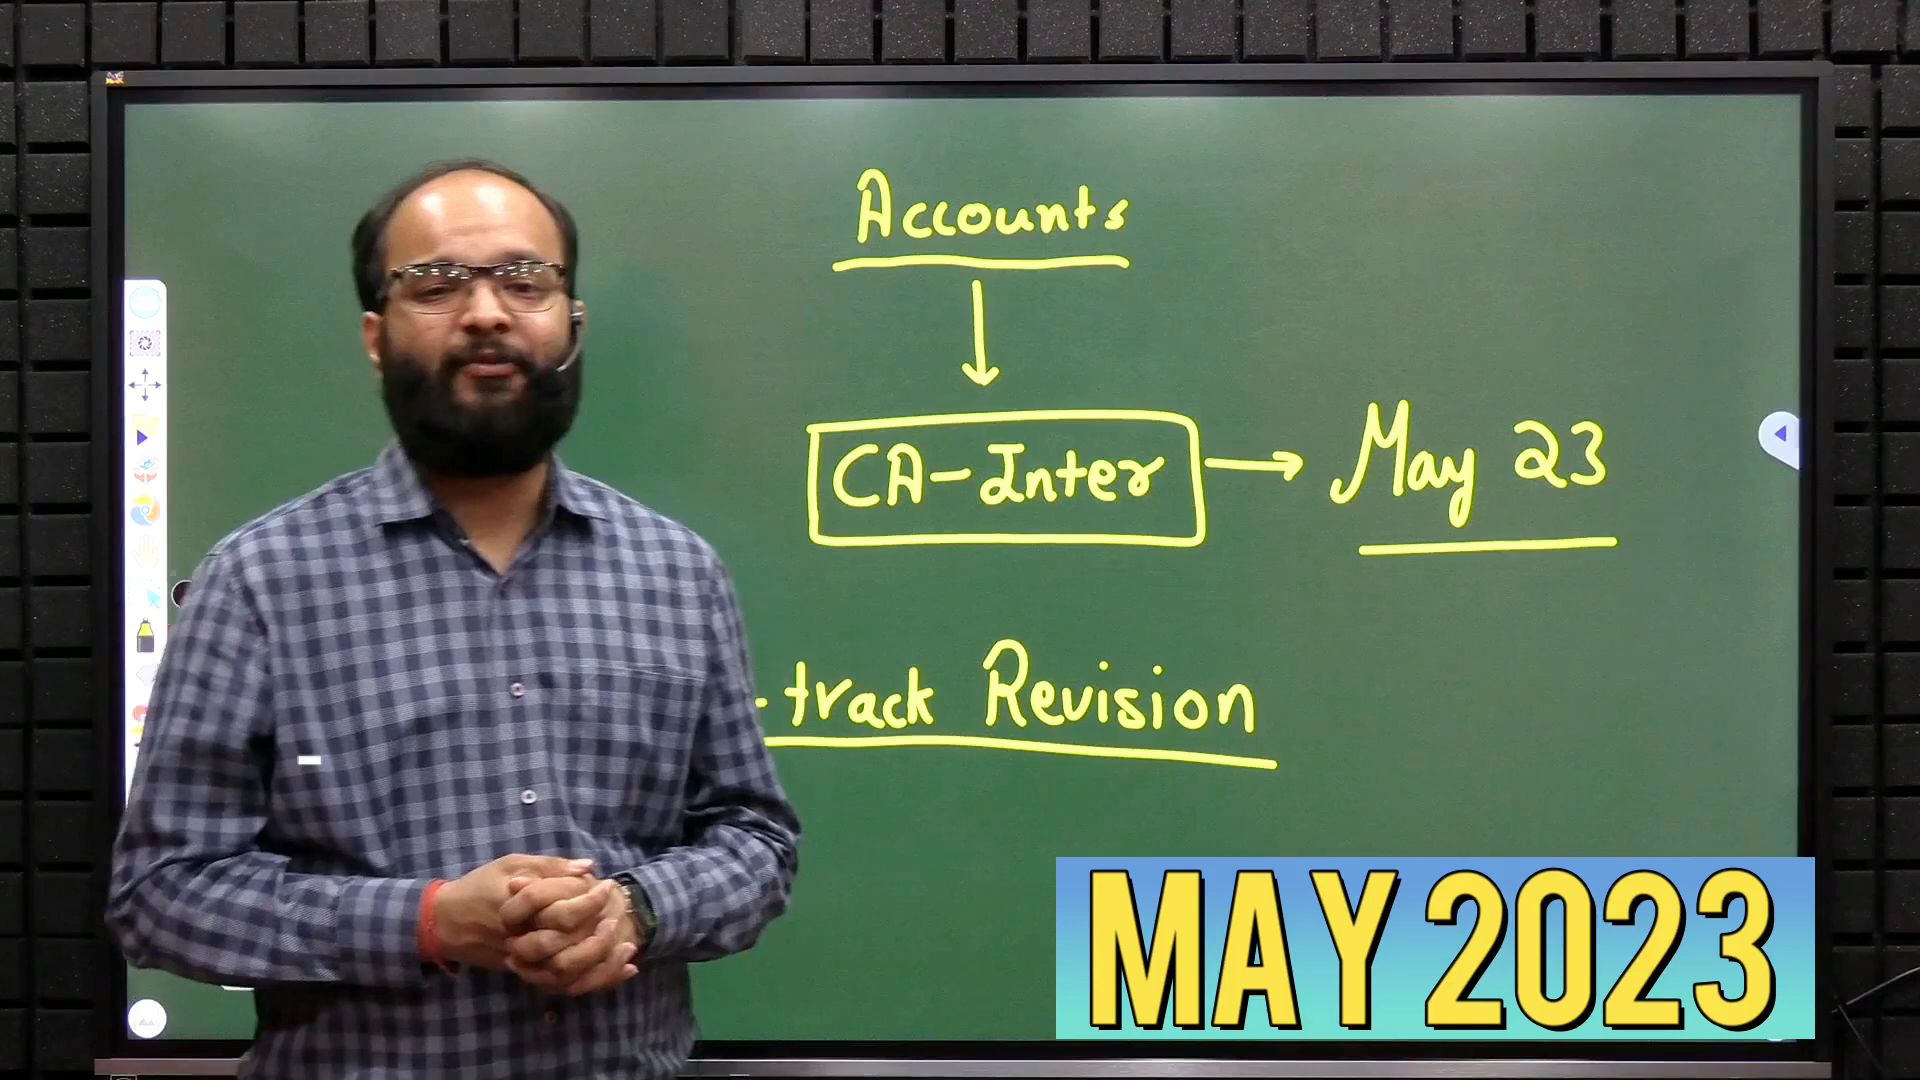 Accounts
CA-Inter → May 23
-track Revision
MAY 2023